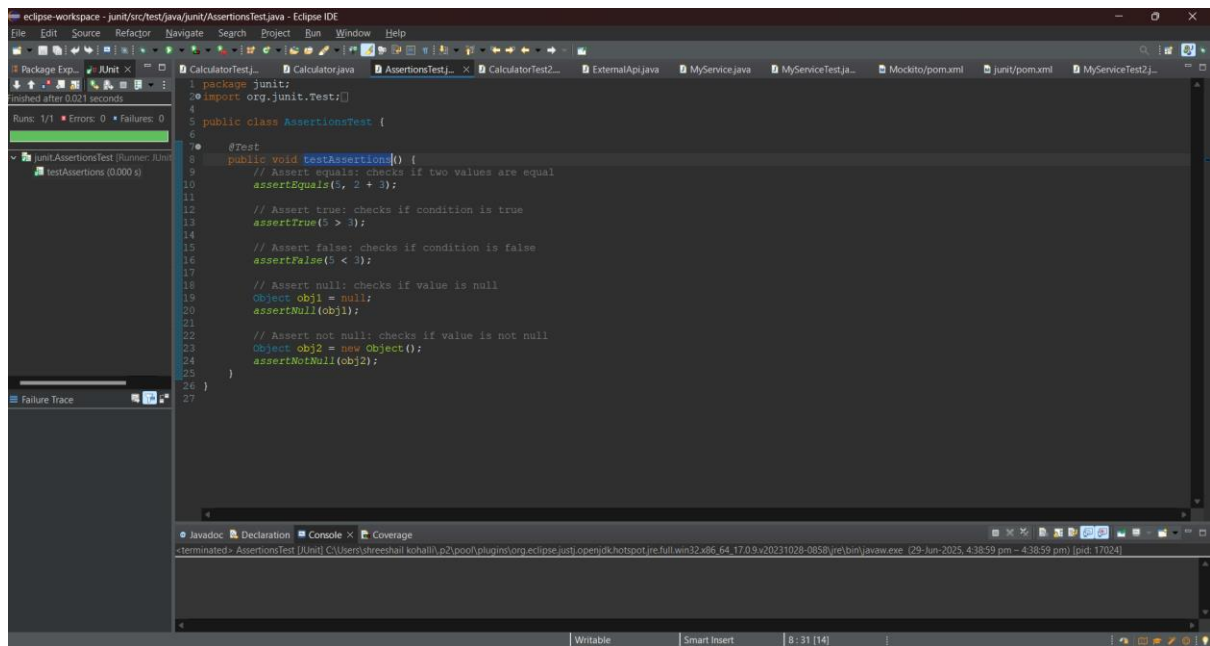 eclipse-workspace - junit/src/test/java/junit/AssertionsTest.java - Eclipse IDE
File Edit Source Refactor Navigate Search Project Run Window Help
Package Exp... JUnit
CalculatorTest.j... Calculator.java AssertionsTest.j... CalculatorTest2.... ExternalApi.java MyService.java MyServiceTest.ja... Mockito/pom.xml junit/pom.xml MyServiceTest2.j...
Finished after 0.021 seconds
Runs: 1/1 Errors: 0 Failures: 0
junit.AssertionsTest [Runner: JUnit
testAssertions (0.000 s)
Failure Trace
1 package junit;
2 import org.junit.Test;
4
5 public class AssertionsTest {
6
7 @Test
8 public void testAssertions() {
9 // Assert equals: checks if two values are equal
10 assertEquals(5, 2 + 3);
11
12 // Assert true: checks if condition is true
13 assertTrue(5 > 3);
14
15 // Assert false: checks if condition is false
16 assertFalse(5 < 3);
17
18 // Assert null: checks if value is null
19 Object obj1 = null;
20 assertNull(obj1);
21
22 // Assert not null: checks if value is not null
23 Object obj2 = new Object();
24 assertNotNull(obj2);
25 }
26 }
27
Javadoc Declaration Console Coverage
<terminated> AssertionsTest [JUnit] C:\Users\shreeshail kohalli\.p2\pool\plugins\org.eclipse.justj.openjdk.hotspot.jre.full.win32.x86_64_17.0.9.v20231028-0858\jre\bin\javaw.exe (29-Jun-2025, 4:38:59 pm – 4:38:59 pm) [pid: 17024]
Writable Smart Insert 8 : 31 [14]